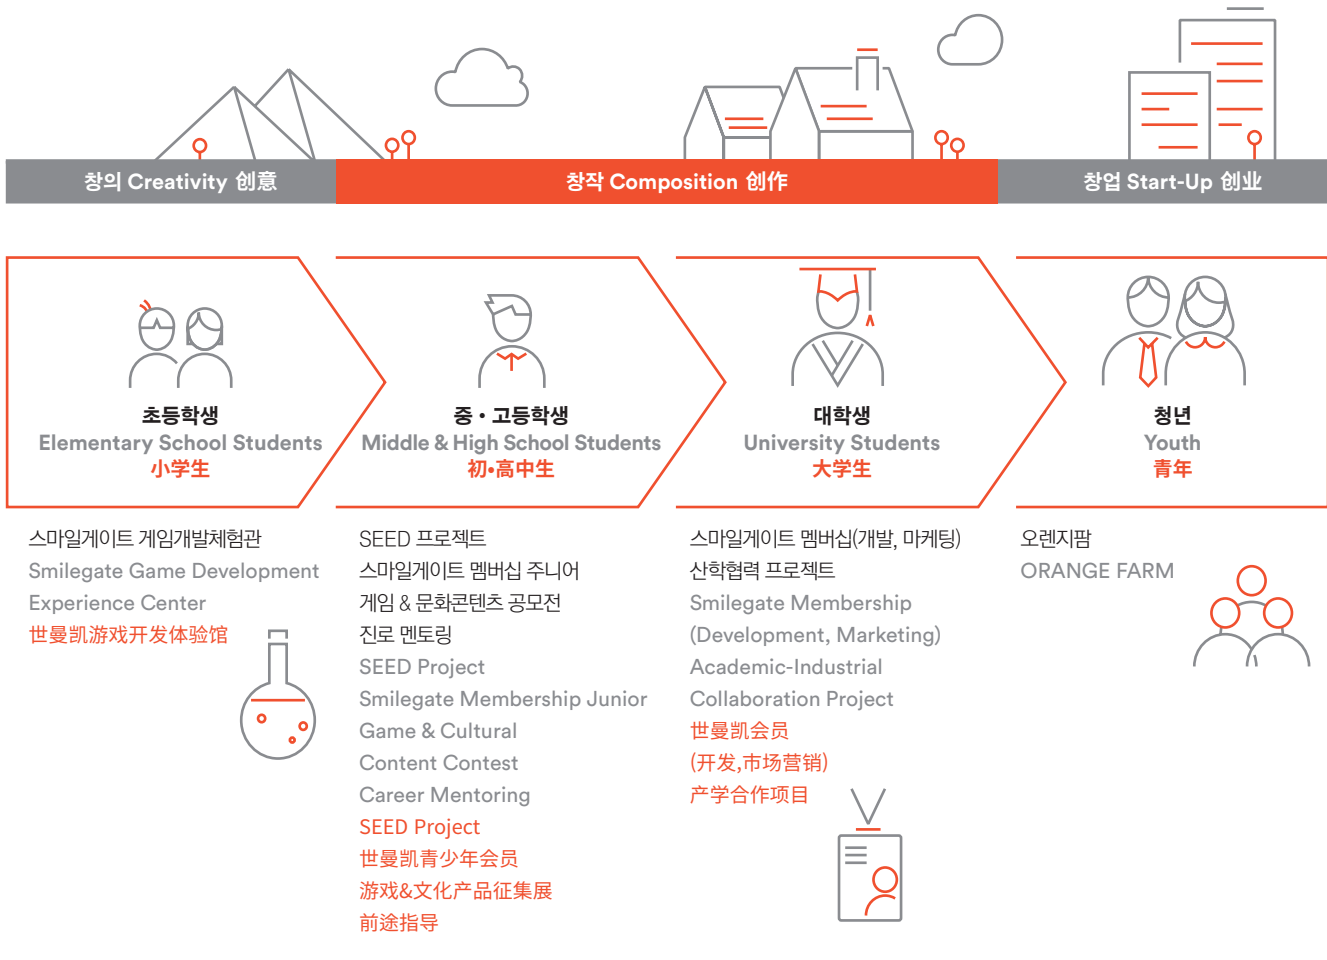 창의 Creativity 创意
창작 Composition 创作
창업 Start-Up 创业
초등학생
Elementary School Students
小学生
중·고등학생
Middle & High School Students
初•高中生
대학생
University Students
大学生
청년
Youth
青年
스마일게이트 게임개발체험관
Smilegate Game Development
Experience Center
世曼凯游戏开发体验馆
SEED 프로젝트
스마일게이트 멤버십 주니어
게임 & 문화콘텐츠 공모전
진로 멘토링
SEED Project
Smilegate Membership Junior
Game & Cultural
Content Contest
Career Mentoring
SEED Project
世曼凯青少年会员
游戏&文化产品征集展
前途指导
스마일게이트 멤버십(개발, 마케팅)
산학협력 프로젝트
Smilegate Membership
(Development, Marketing)
Academic-Industrial
Collaboration Project
世曼凯会员
(开发,市场营销)
产学合作项目
오렌지팜
ORANGE FARM